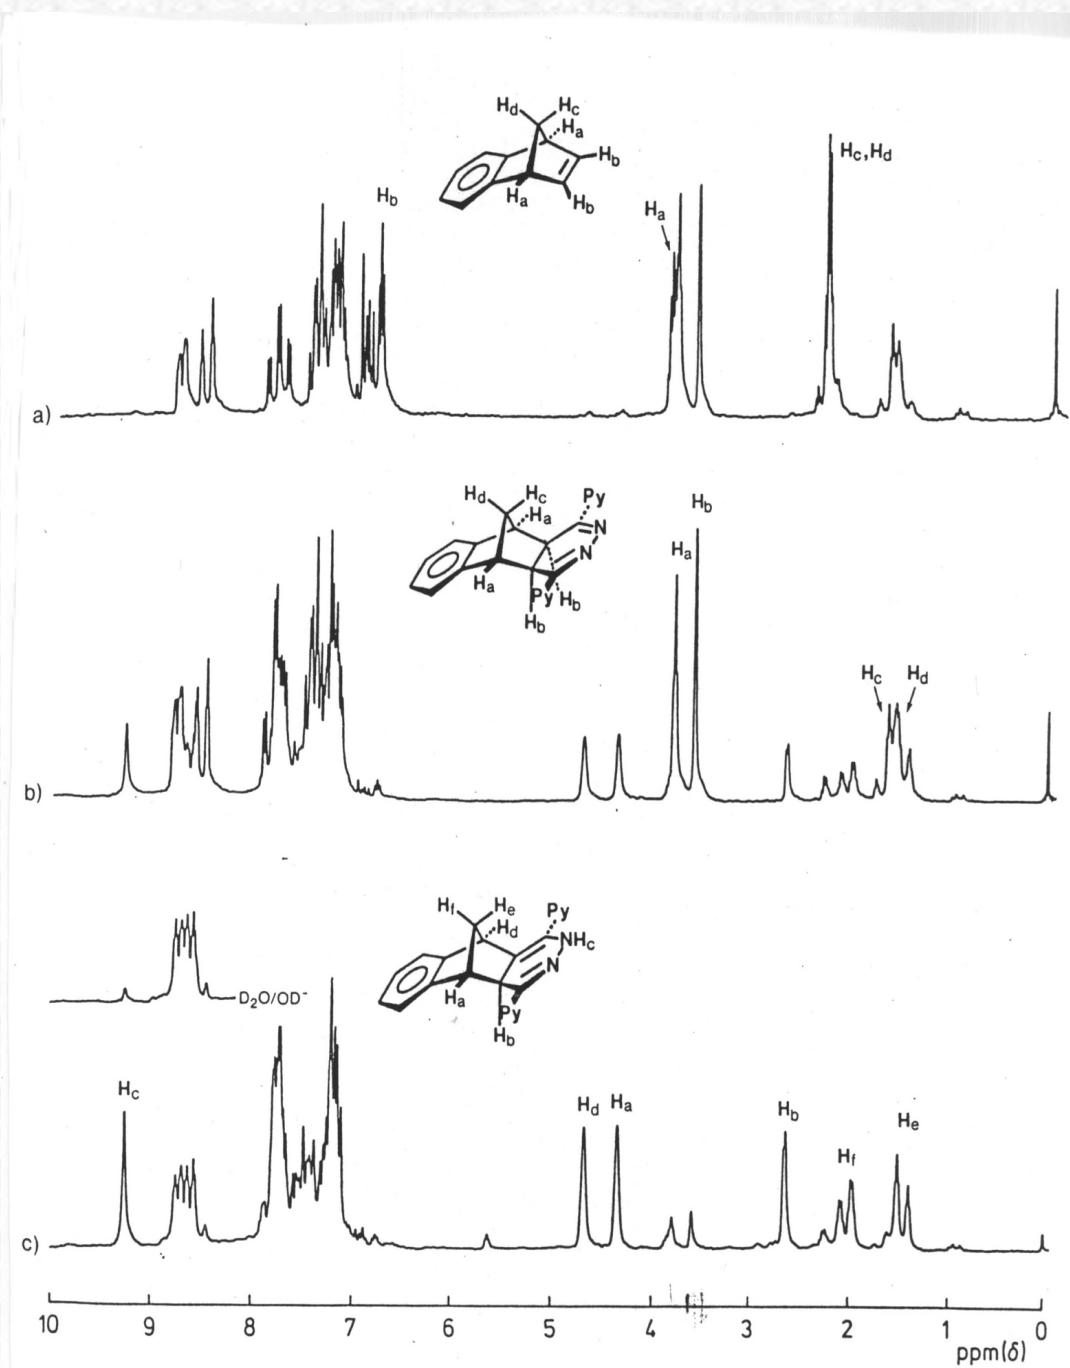 Hd Hc
Ha
Hb
Ha Hb
Hb
Ha
Hc,Hd
a)
Hd Hc Py
Ha N
N
Ha Py Hb
Hb
Ha
Hb
Hc Hd
b)
Hf He Py
Hd NHc
N
Ha Py
Hb
D2O/OD-
Hc
Hd Ha
Hb
Hf
He
c)
10 9 8 7 6 5 4 3 2 1 0
ppm(δ)